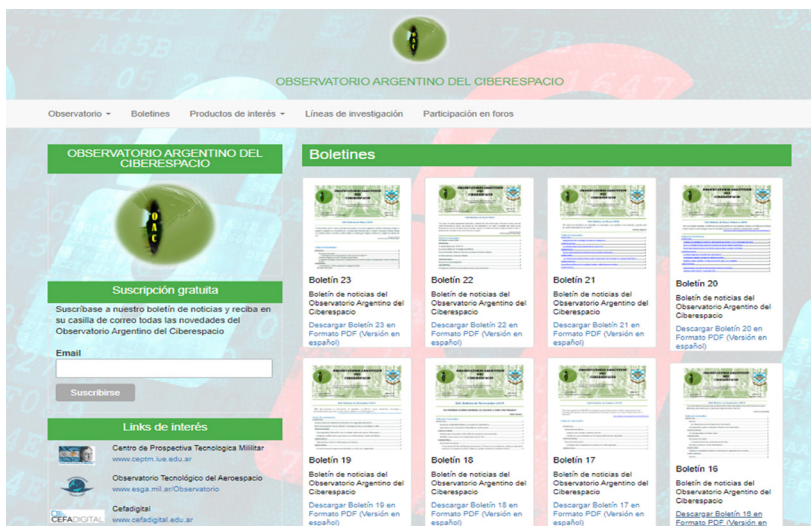 OBSERVATORIO ARGENTINO DEL CIBERESPACIO
Observatorio
Boletines
Productos de interés
Líneas de investigación
Participación en foros
OBSERVATORIO ARGENTINO DEL
CIBERESPACIO
OAC
Suscripción gratuita
Suscríbase a nuestro boletín de noticias y reciba en
su casilla de correo todas las novedades del
Observatorio Argentino del Ciberespacio
Email
Suscribirse
Links de interés
Centro de Prospectiva Tecnologica Mililitar
www.ceptm.iue.edu.ar
Observatorio Tecnológico del Aeroespacio
www.esga.mil.ar/Observatorio
CEFADIGITAL
Cefadigital
www.cefadigital.edu.ar
Boletines
Boletín 23
Boletín de noticias del
Observatorio Argentino del
Ciberespacio
Descargar Boletín 23 en
Formato PDF (Versión en
español)
Boletín 22
Boletín de noticias del
Observatorio Argentino del
Ciberespacio
Descargar Boletín 22 en
Formato PDF (Versión en
español)
Boletín 21
Boletín de noticias del
Observatorio Argentino del
Ciberespacio
Descargar Boletín 21 en
Formato PDF (Versión en
español)
Boletín 20
Boletín de noticias del
Observatorio Argentino del
Ciberespacio
Descargar Boletín 20 en
Formato PDF (Versión en
español)
Boletín 19
Boletín de noticias del
Observatorio Argentino del
Ciberespacio
Descargar Boletín 19 en
Formato PDF (Versión en
español)
Boletín 18
Boletín de noticias del
Observatorio Argentino del
Ciberespacio
Descargar Boletín 18 en
Formato PDF (Versión en
español)
Boletín 17
Boletín de noticias del
Observatorio Argentino del
Ciberespacio
Descargar Boletín 17 en
Formato PDF (Versión en
español)
Boletín 16
Boletín de noticias del
Observatorio Argentino del
Ciberespacio
Descargar Boletín 16 en
Formato PDF (Versión en
español)